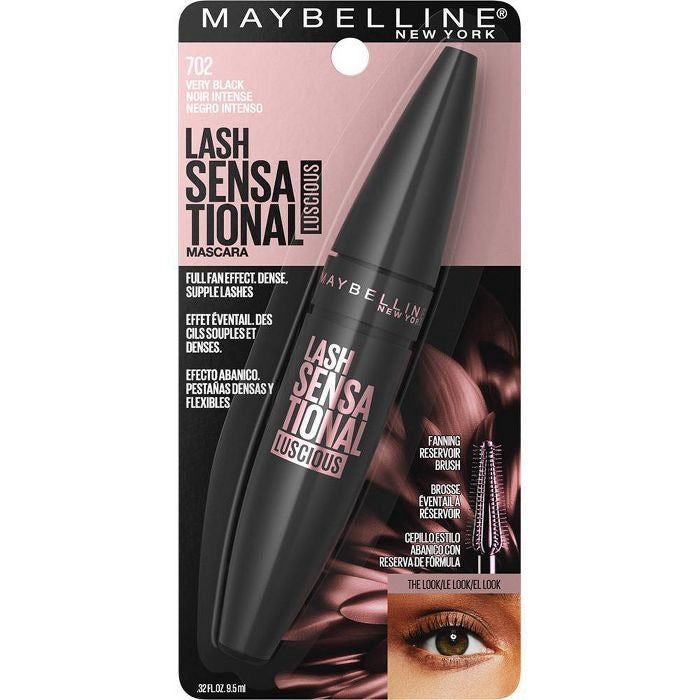 MAYBELLINE®
NEW YORK
702
VERY BLACK
NOIR INTENSE
NEGRO INTENSO
LASH
SENSA
TIONAL
LUSCIOUS
MASCARA
FULL FAN EFFECT. DENSE,
SUPPLE LASHES
EFFET ÉVENTAIL. DES
CILS SOUPLES ET
DENSES.
EFECTO ABANICO.
PESTAÑAS DENSAS Y
FLEXIBLES
MAYBELLINE
NEW YORK
LASH
SENSA
TIONAL
LUSCIOUS
FANNING
RESERVOIR
BRUSH
BROSSE
ÉVENTAIL À
RÉSERVOIR
CEPILLO ESTILO
ABANICO CON
RESERVA DE FÓRMULA
THE LOOK/LE LOOK/EL LOOK
.32 FL. OZ. 9.5 ml